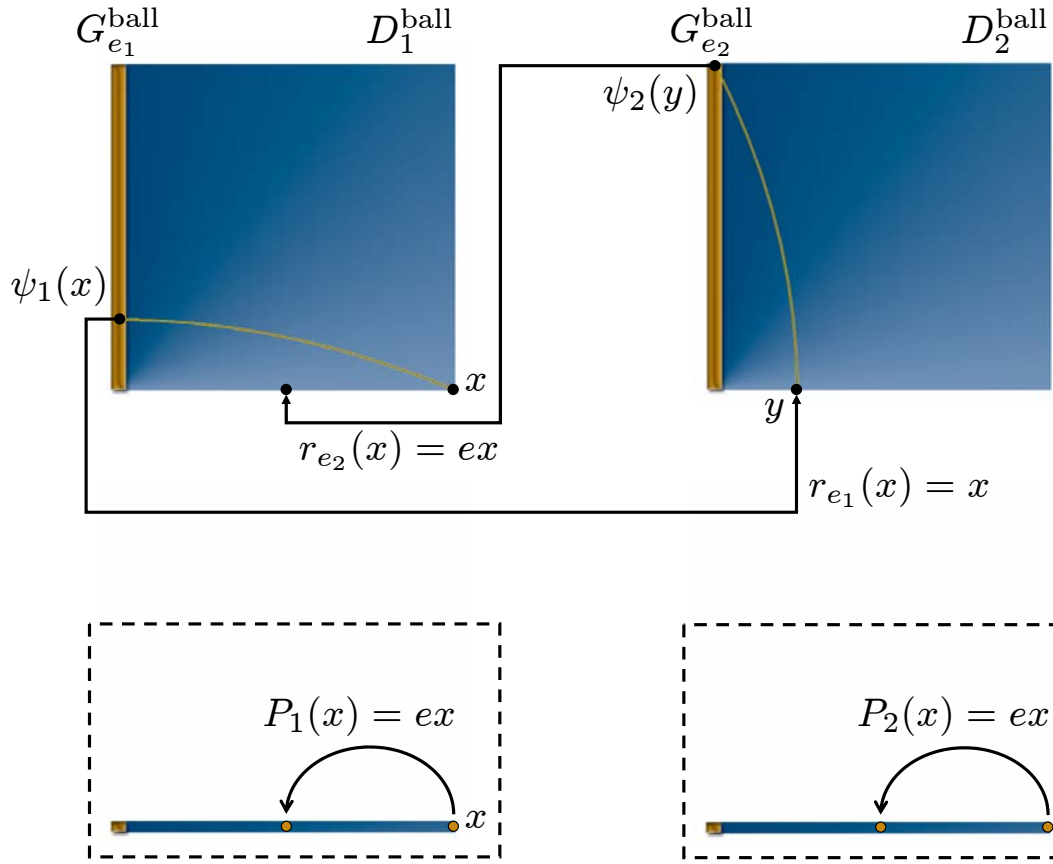 G_{e_1}^{ball} D_1^{ball} G_{e_2}^{ball} D_2^{ball}
ψ_2(y)
ψ_1(x)
x
y
r_{e_2}(x) = ex
r_{e_1}(x) = x
P_1(x) = ex P_2(x) = ex
x